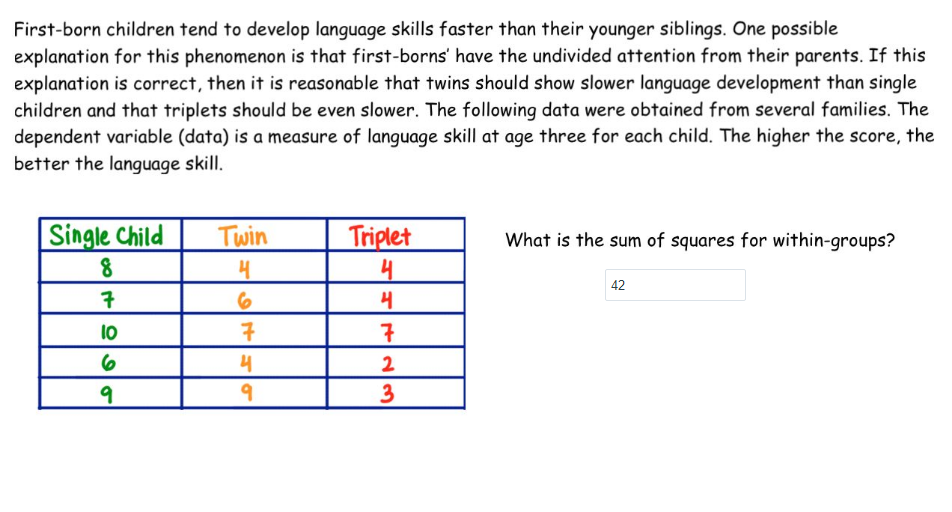 First-born children tend to develop language skills faster than their younger siblings. One possible
explanation for this phenomenon is that first-borns' have the undivided attention from their parents. If this
explanation is correct, then it is reasonable that twins should show slower language development than single
children and that triplets should be even slower. The following data were obtained from several families. The
dependent variable (data) is a measure of language skill at age three for each child. The higher the score, the
better the language skill.
Single Child Twin Triplet
8 4 4
7 6 4
10 7 7
6 4 2
9 9 3
What is the sum of squares for within-groups?
42